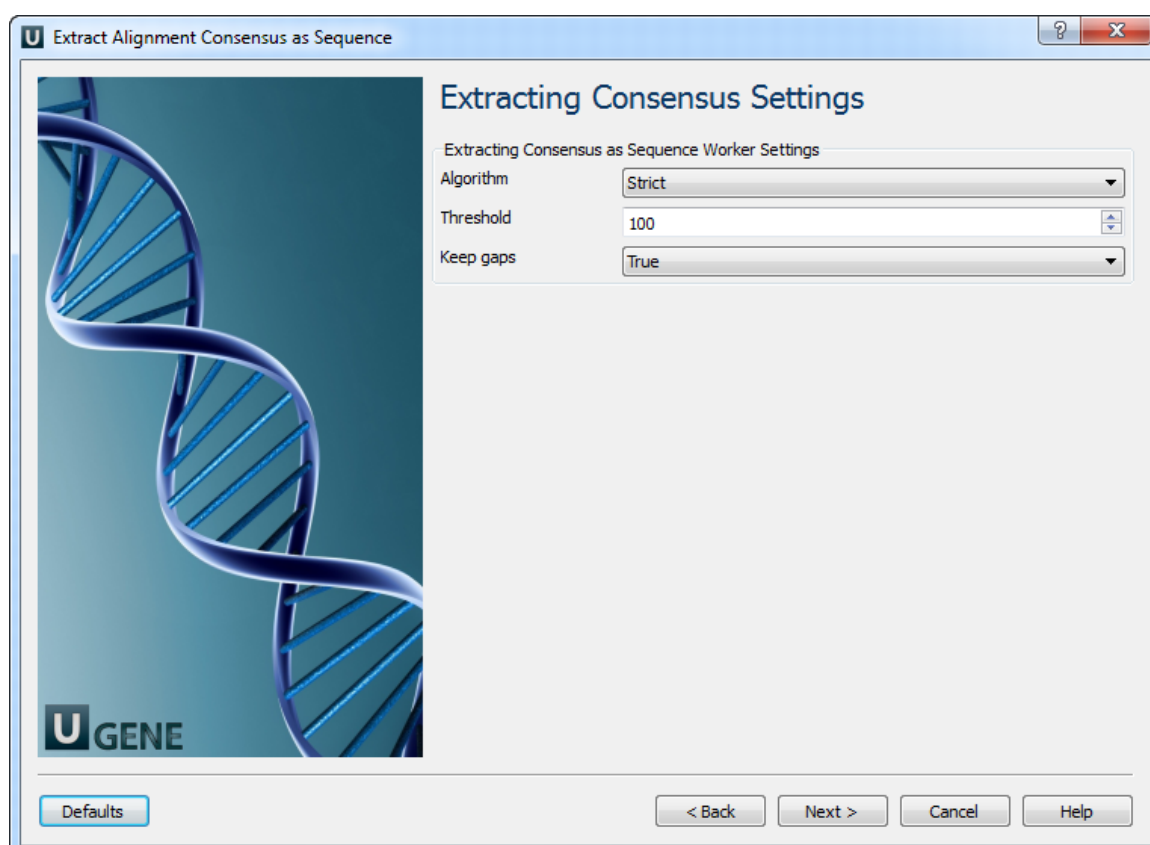 U Extract Alignment Consensus as Sequence
? X
Extracting Consensus Settings
Extracting Consensus as Sequence Worker Settings
Algorithm Strict
Threshold 100
Keep gaps True
U GENE
Defaults < Back Next > Cancel Help